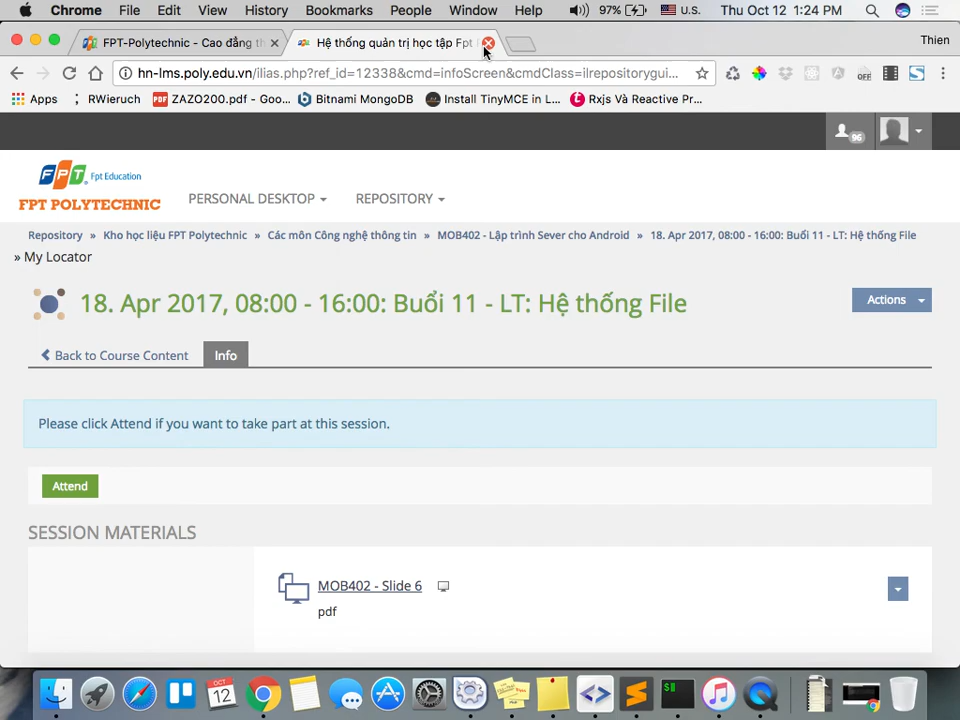 Chrome File Edit View History Bookmarks People Window Help 97% U.S. Thu Oct 12 1:24 PM
FPT-Polytechnic - Cao đẳng th
Hệ thống quản trị học tập Fpt
Thien
hn-lms.poly.edu.vn/ilias.php?ref_id=12338&cmd=infoScreen&cmdClass=ilrepositorygui...
OFF
Apps RWieruch ZAZO200.pdf - Goo... Bitnami MongoDB Install TinyMCE in L... Rxjs Và Reactive Pr...
96
FPT Fpt Education
FPT POLYTECHNIC
PERSONAL DESKTOP REPOSITORY
Repository » Kho học liệu FPT Polytechnic » Các môn Công nghệ thông tin » MOB402 - Lập trình Sever cho Android » 18. Apr 2017, 08:00 - 16:00: Buổi 11 - LT: Hệ thống File
» My Locator
18. Apr 2017, 08:00 - 16:00: Buổi 11 - LT: Hệ thống File
Actions
Back to Course Content
Info
Please click Attend if you want to take part at this session.
Attend
SESSION MATERIALS
MOB402 - Slide 6
pdf
OCT
12